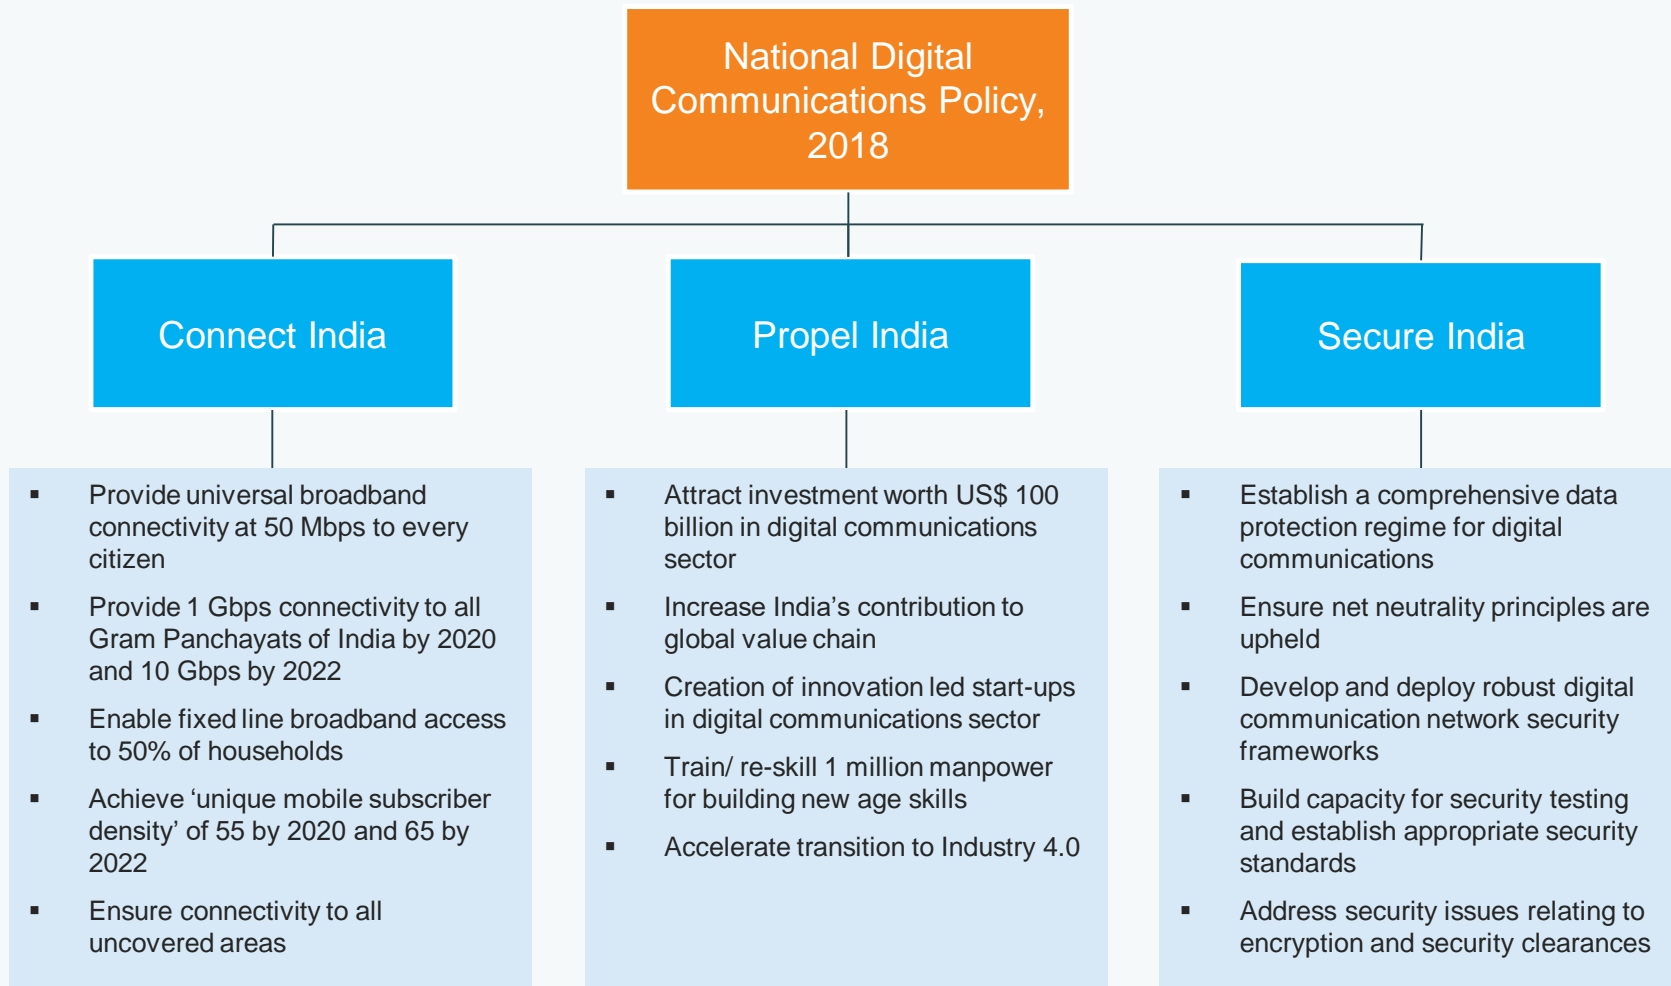 National Digital
Communications Policy,
2018
Connect India
▪ Provide universal broadband
connectivity at 50 Mbps to every
citizen
▪ Provide 1 Gbps connectivity to all
Gram Panchayats of India by 2020
and 10 Gbps by 2022
▪ Enable fixed line broadband access
to 50% of households
▪ Achieve ‘unique mobile subscriber
density’ of 55 by 2020 and 65 by
2022
▪ Ensure connectivity to all
uncovered areas
Propel India
▪ Attract investment worth US$ 100
billion in digital communications
sector
▪ Increase India’s contribution to
global value chain
▪ Creation of innovation led start-ups
in digital communications sector
▪ Train/ re-skill 1 million manpower
for building new age skills
▪ Accelerate transition to Industry 4.0
Secure India
▪ Establish a comprehensive data
protection regime for digital
communications
▪ Ensure net neutrality principles are
upheld
▪ Develop and deploy robust digital
communication network security
frameworks
▪ Build capacity for security testing
and establish appropriate security
standards
▪ Address security issues relating to
encryption and security clearances